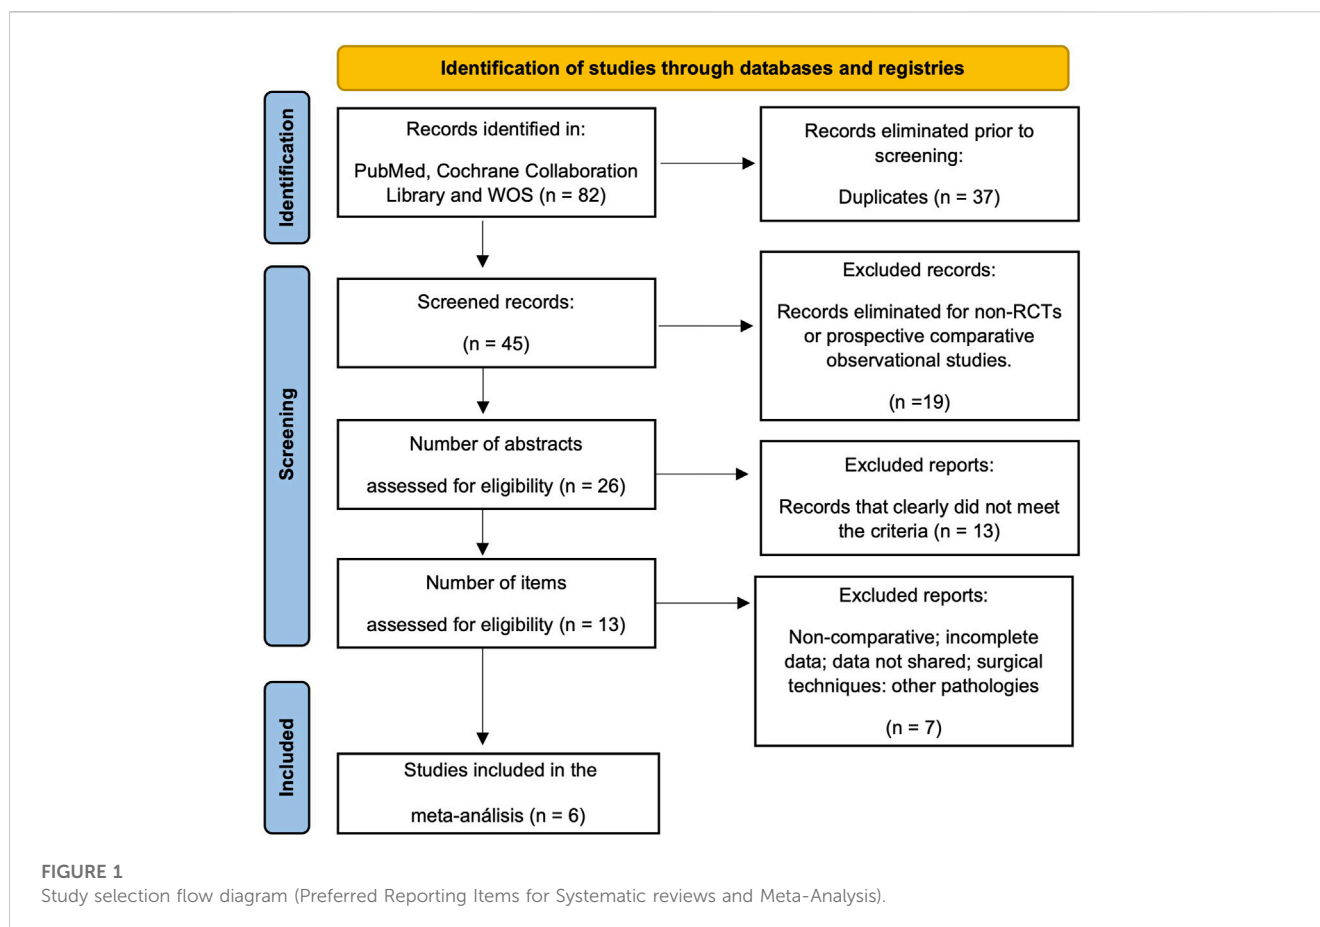 Identification of studies through databases and registries
Identification
Records identified in:
PubMed, Cochrane Collaboration
Library and WOS (n = 82)
Records eliminated prior to
screening:
Duplicates (n = 37)
Screening
Screened records:
(n = 45)
Excluded records:
Records eliminated for non-RCTs
or prospective comparative
observational studies.
(n =19)
Number of abstracts
assessed for eligibility (n = 26)
Excluded reports:
Records that clearly did not meet
the criteria (n = 13)
Number of items
assessed for eligibility (n = 13)
Excluded reports:
Non-comparative; incomplete
data; data not shared; surgical
techniques: other pathologies
(n = 7)
Included
Studies included in the
meta-análisis (n = 6)
FIGURE 1
Study selection flow diagram (Preferred Reporting Items for Systematic reviews and Meta-Analysis).